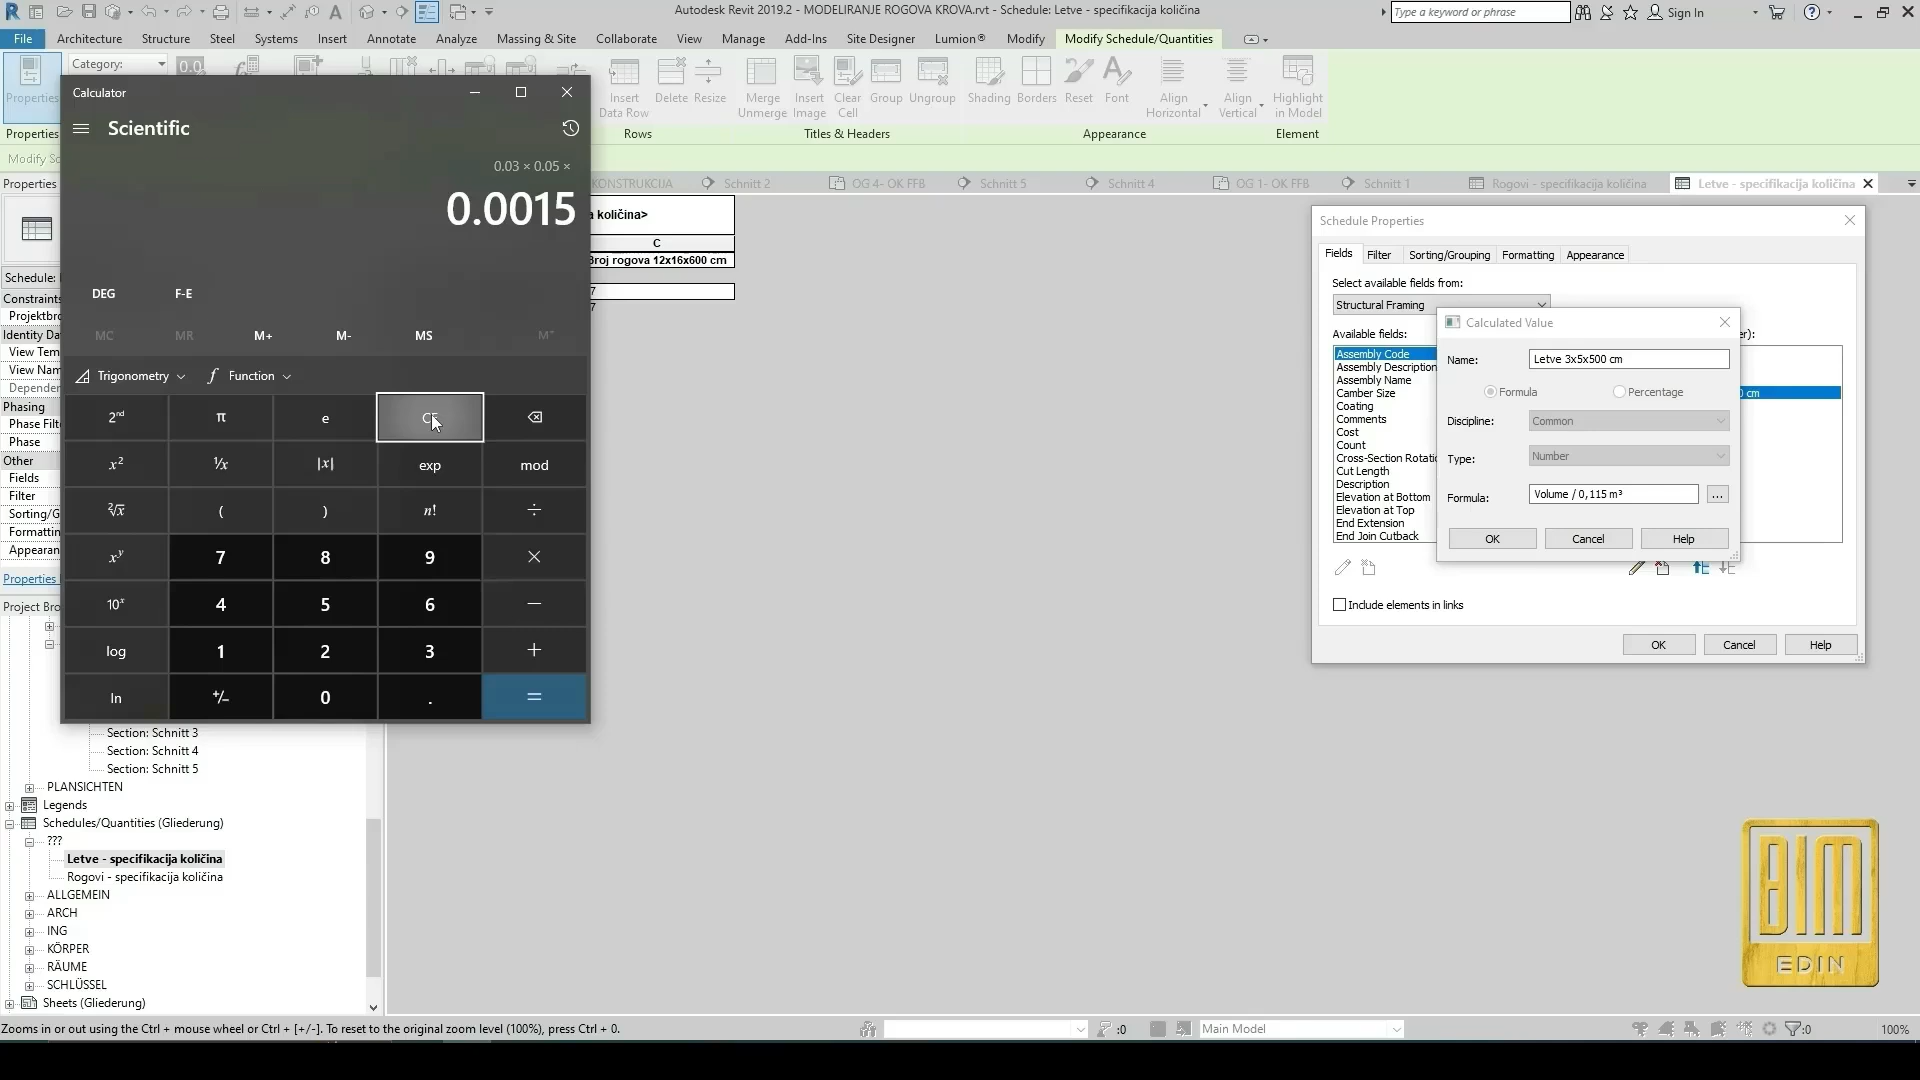 Autodesk Revit 2019.2 - MODELIRANJE ROGOVA KROVA.rvt - Schedule: Letve - specifikacija količina
Type a keyword or phrase
Sign In
File Architecture Structure Steel Systems Insert Annotate Analyze Massing & Site Collaborate View Manage Add-Ins Site Designer Lumion® Modify Modify Schedule/Quantities
Properties
Category:
Insert Data Row
Delete
Resize
Merge Unmerge
Insert Image
Clear Cell
Group
Ungroup
Shading
Borders
Reset
Font
Align Horizontal
Align Vertical
Highlight in Model
Properties
Rows
Titles & Headers
Appearance
Element
Modify Sc
Properties
KONSTRUKCIJA
Schnitt 2
OG 4- OK FFB
Schnitt 5
Schnitt 4
OG 1- OK FFB
Schnitt 1
Rogovi - specifikacija količina
Letve - specifikacija količina
Calculator
Scientific
0.03 × 0.05 ×
0.0015
DEG F-E
MC MR M+ M- MS M˅
Trigonometry
Function
2nd π e CE
x² ¹/x |x| exp mod
²√x ( ) n! ÷
xʸ 7 8 9 ×
10ˣ 4 5 6 −
log 1 2 3 +
ln +/− 0 . =
a količina>
C
Broj rogova 12x16x600 cm
7
7
Schedule:
Constraints
Projektbr
Identity Da
View Tem
View Nam
Dependen
Phasing
Phase Filt
Phase
Other
Fields
Filter
Sorting/G
Formattin
Appearan
Properties
Project Bro
Section: Schnitt 3
Section: Schnitt 4
Section: Schnitt 5
PLANSICHTEN
Legends
Schedules/Quantities (Gliederung)
???
Letve - specifikacija količina
Rogovi - specifikacija količina
ALLGEMEIN
ARCH
ING
KÖRPER
RÄUME
SCHLÜSSEL
Sheets (Gliederung)
Schedule Properties
Fields Filter Sorting/Grouping Formatting Appearance
Select available fields from:
Structural Framing
Available fields:
r):
Assembly Code
Assembly Description
Assembly Name
Camber Size
Coating
Comments
Cost
Count
Cross-Section Rotati
Cut Length
Description
Elevation at Bottom
Elevation at Top
End Extension
End Join Cutback
cm
Include elements in links
OK Cancel Help
Calculated Value
Name: Letve 3x5x500 cm
Formula Percentage
Discipline: Common
Type: Number
Formula: Volume / 0,115 m³
...
OK Cancel Help
BIM
EDIN
Zooms in or out using the Ctrl + mouse wheel or Ctrl + [+/-]. To reset to the original zoom level (100%), press Ctrl + 0.
:0
Main Model
:0
100%